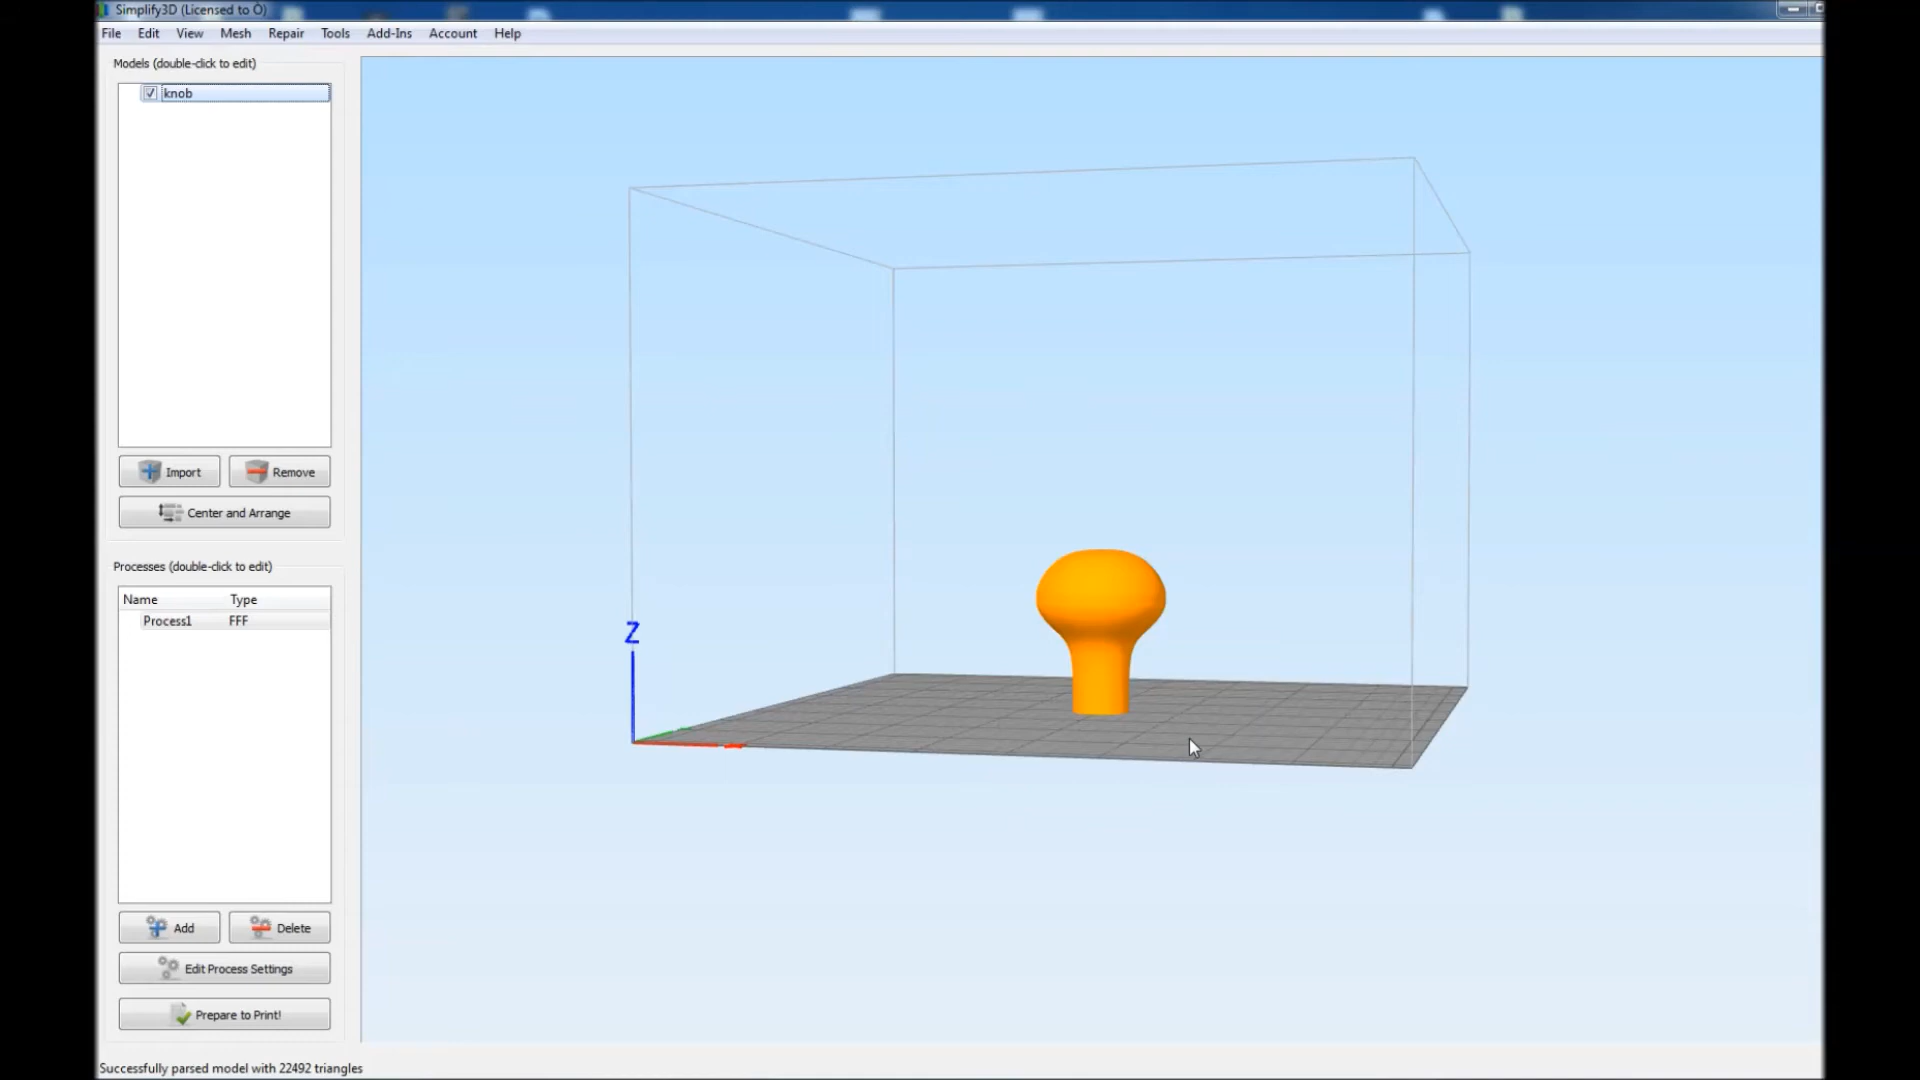 Simplify3D (Licensed to Ò)
File Edit View Mesh Repair Tools Add-Ins Account Help
Models (double-click to edit)
knob
Import Remove
Center and Arrange
Processes (double-click to edit)
Name Type
Process1 FFF
Add Delete
Edit Process Settings
Prepare to Print!
Z
Successfully parsed model with 22492 triangles